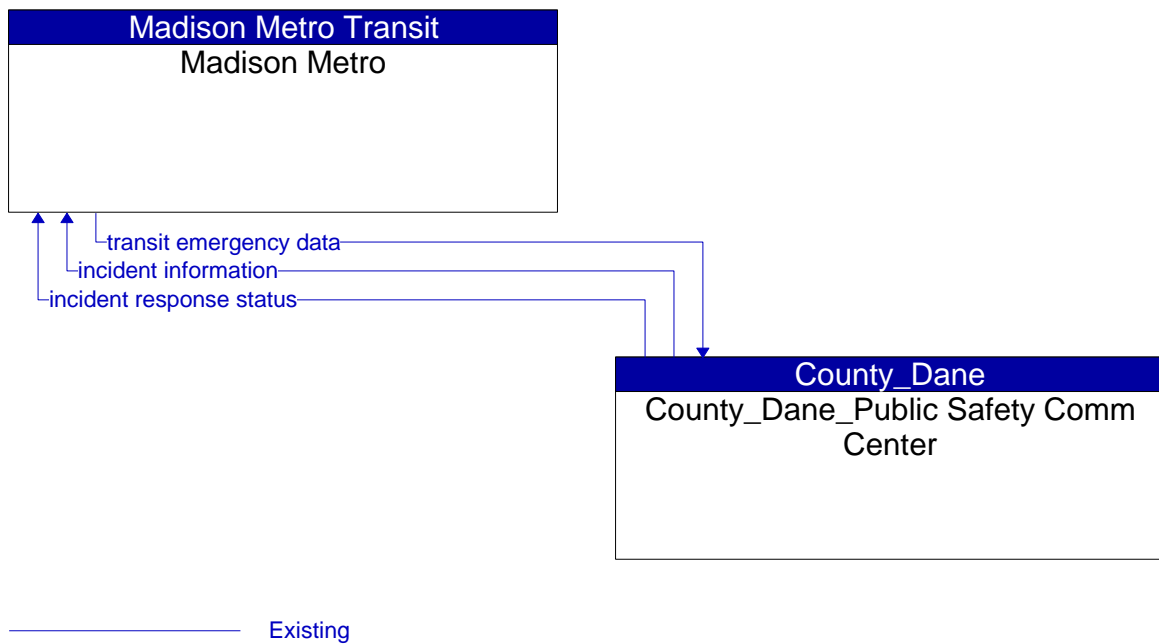 Madison Metro Transit
Madison Metro
transit emergency data
incident information
incident response status
County_Dane
County_Dane_Public Safety Comm
Center
Existing